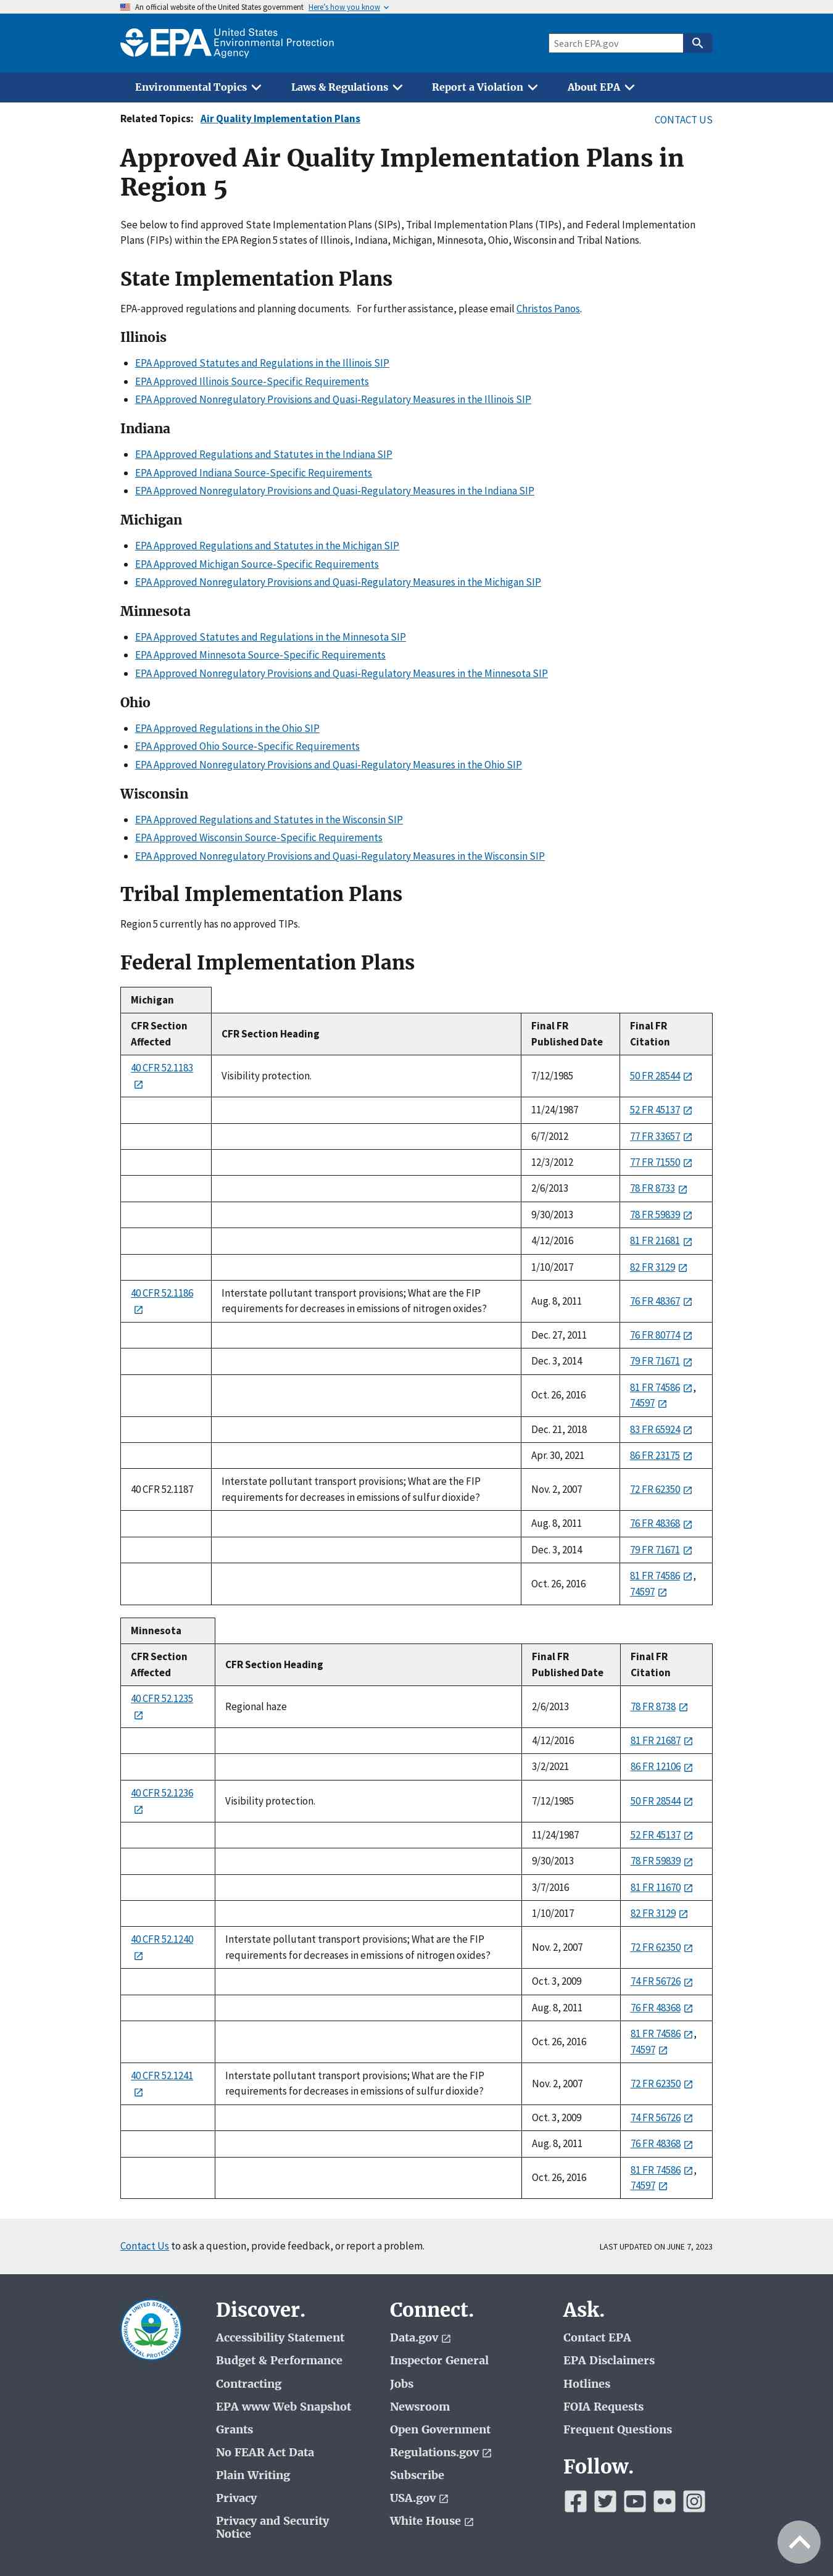 An official website of the United States government Here’s how you know
EPA United States
Environmental Protection
Agency
Search EPA.gov
Environmental Topics Laws & Regulations Report a Violation About EPA
Related Topics: Air Quality Implementation Plans CONTACT US
Approved Air Quality Implementation Plans in
Region 5
See below to find approved State Implementation Plans (SIPs), Tribal Implementation Plans (TIPs), and Federal Implementation
Plans (FIPs) within the EPA Region 5 states of Illinois, Indiana, Michigan, Minnesota, Ohio, Wisconsin and Tribal Nations.
State Implementation Plans
EPA-approved regulations and planning documents. For further assistance, please email Christos Panos.
Illinois
EPA Approved Statutes and Regulations in the Illinois SIP
EPA Approved Illinois Source-Specific Requirements
EPA Approved Nonregulatory Provisions and Quasi-Regulatory Measures in the Illinois SIP
Indiana
EPA Approved Regulations and Statutes in the Indiana SIP
EPA Approved Indiana Source-Specific Requirements
EPA Approved Nonregulatory Provisions and Quasi-Regulatory Measures in the Indiana SIP
Michigan
EPA Approved Regulations and Statutes in the Michigan SIP
EPA Approved Michigan Source-Specific Requirements
EPA Approved Nonregulatory Provisions and Quasi-Regulatory Measures in the Michigan SIP
Minnesota
EPA Approved Statutes and Regulations in the Minnesota SIP
EPA Approved Minnesota Source-Specific Requirements
EPA Approved Nonregulatory Provisions and Quasi-Regulatory Measures in the Minnesota SIP
Ohio
EPA Approved Regulations in the Ohio SIP
EPA Approved Ohio Source-Specific Requirements
EPA Approved Nonregulatory Provisions and Quasi-Regulatory Measures in the Ohio SIP
Wisconsin
EPA Approved Regulations and Statutes in the Wisconsin SIP
EPA Approved Wisconsin Source-Specific Requirements
EPA Approved Nonregulatory Provisions and Quasi-Regulatory Measures in the Wisconsin SIP
Tribal Implementation Plans
Region 5 currently has no approved TIPs.
Federal Implementation Plans
Michigan
CFR Section
Affected
CFR Section Heading
Final FR
Published Date
Final FR
Citation
40 CFR 52.1183 Visibility protection. 7/12/1985 50 FR 28544
11/24/1987 52 FR 45137
6/7/2012 77 FR 33657
12/3/2012 77 FR 71550
2/6/2013 78 FR 8733
9/30/2013 78 FR 59839
4/12/2016 81 FR 21681
1/10/2017 82 FR 3129
40 CFR 52.1186
Interstate pollutant transport provisions; What are the FIP
requirements for decreases in emissions of nitrogen oxides?
Aug. 8, 2011 76 FR 48367
Dec. 27, 2011 76 FR 80774
Dec. 3, 2014 79 FR 71671
Oct. 26, 2016 81 FR 74586,
74597
Dec. 21, 2018 83 FR 65924
Apr. 30, 2021 86 FR 23175
40 CFR 52.1187
Interstate pollutant transport provisions; What are the FIP
requirements for decreases in emissions of sulfur dioxide?
Nov. 2, 2007 72 FR 62350
Aug. 8, 2011 76 FR 48368
Dec. 3, 2014 79 FR 71671
Oct. 26, 2016 81 FR 74586,
74597
Minnesota
CFR Section
Affected
CFR Section Heading
Final FR
Published Date
Final FR
Citation
40 CFR 52.1235 Regional haze 2/6/2013 78 FR 8738
4/12/2016 81 FR 21687
3/2/2021 86 FR 12106
40 CFR 52.1236 Visibility protection. 7/12/1985 50 FR 28544
11/24/1987 52 FR 45137
9/30/2013 78 FR 59839
3/7/2016 81 FR 11670
1/10/2017 82 FR 3129
40 CFR 52.1240
Interstate pollutant transport provisions; What are the FIP
requirements for decreases in emissions of nitrogen oxides?
Nov. 2, 2007 72 FR 62350
Oct. 3, 2009 74 FR 56726
Aug. 8, 2011 76 FR 48368
Oct. 26, 2016 81 FR 74586,
74597
40 CFR 52.1241
Interstate pollutant transport provisions; What are the FIP
requirements for decreases in emissions of sulfur dioxide?
Nov. 2, 2007 72 FR 62350
Oct. 3, 2009 74 FR 56726
Aug. 8, 2011 76 FR 48368
Oct. 26, 2016 81 FR 74586,
74597
Contact Us to ask a question, provide feedback, or report a problem. LAST UPDATED ON JUNE 7, 2023
Discover.
Accessibility Statement
Budget & Performance
Contracting
EPA www Web Snapshot
Grants
No FEAR Act Data
Plain Writing
Privacy
Privacy and Security
Notice
Connect.
Data.gov
Inspector General
Jobs
Newsroom
Open Government
Regulations.gov
Subscribe
USA.gov
White House
Ask.
Contact EPA
EPA Disclaimers
Hotlines
FOIA Requests
Frequent Questions
Follow.